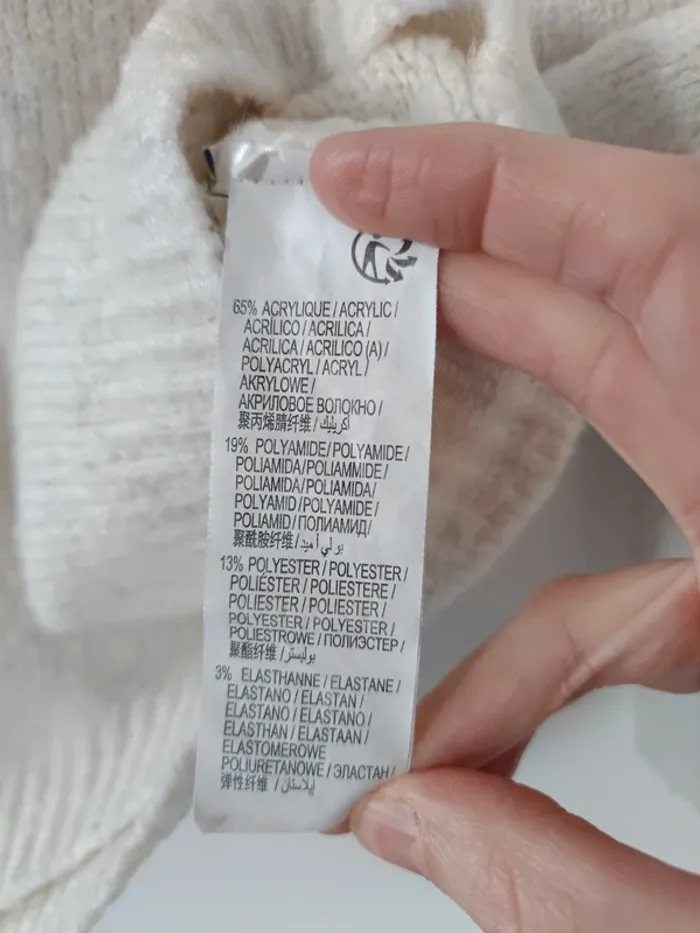 65% ACRYLIQUE / ACRYLIC /
ACRÍLICO / ACRILICA /
ACRÍLICA / ACRILICO (A) /
POLYACRYL / ACRYL /
AKRYLOWE /
АКРИЛОВОЕ ВОЛОКНО /
聚丙烯腈纤维 / أكريليك
19% POLYAMIDE / POLYAMIDE /
POLIAMIDA / POLIAMMIDE /
POLIAMIDA / POLIAMIDA /
POLYAMID / POLYAMIDE /
POLIAMID / ПОЛИАМИД /
聚酰胺纤维 / بولي أميد
13% POLYESTER / POLYESTER /
POLIÉSTER / POLIESTERE /
POLIESTER / POLIESTER /
POLYESTER / POLYESTER /
POLIESTROWE / ПОЛИЭСТЕР /
聚酯纤维 / بوليستر
3% ELASTHANNE / ELASTANE /
ELASTANO / ELASTAN /
ELASTANO / ELASTANO /
ELASTHAN / ELASTAAN /
ELASTOMEROWE
POLIURETANOWE / ЭЛАСТАН /
弹性纤维 / إيلاستان